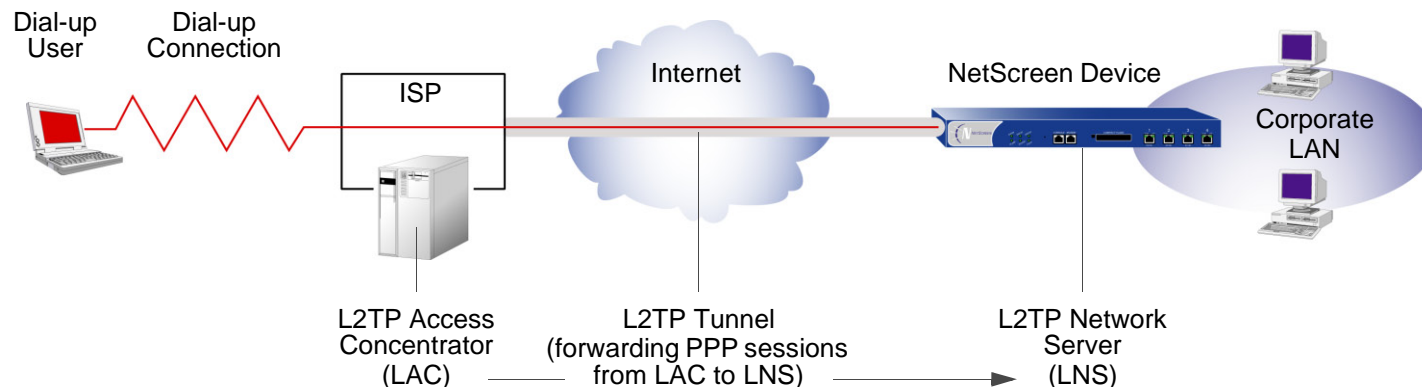 Dial-up
User
Dial-up
Connection
ISP
Internet
NetScreen Device
NETSCREEN
Corporate
LAN
L2TP Access
Concentrator
(LAC)
L2TP Tunnel
(forwarding PPP sessions
from LAC to LNS)
L2TP Network
Server
(LNS)